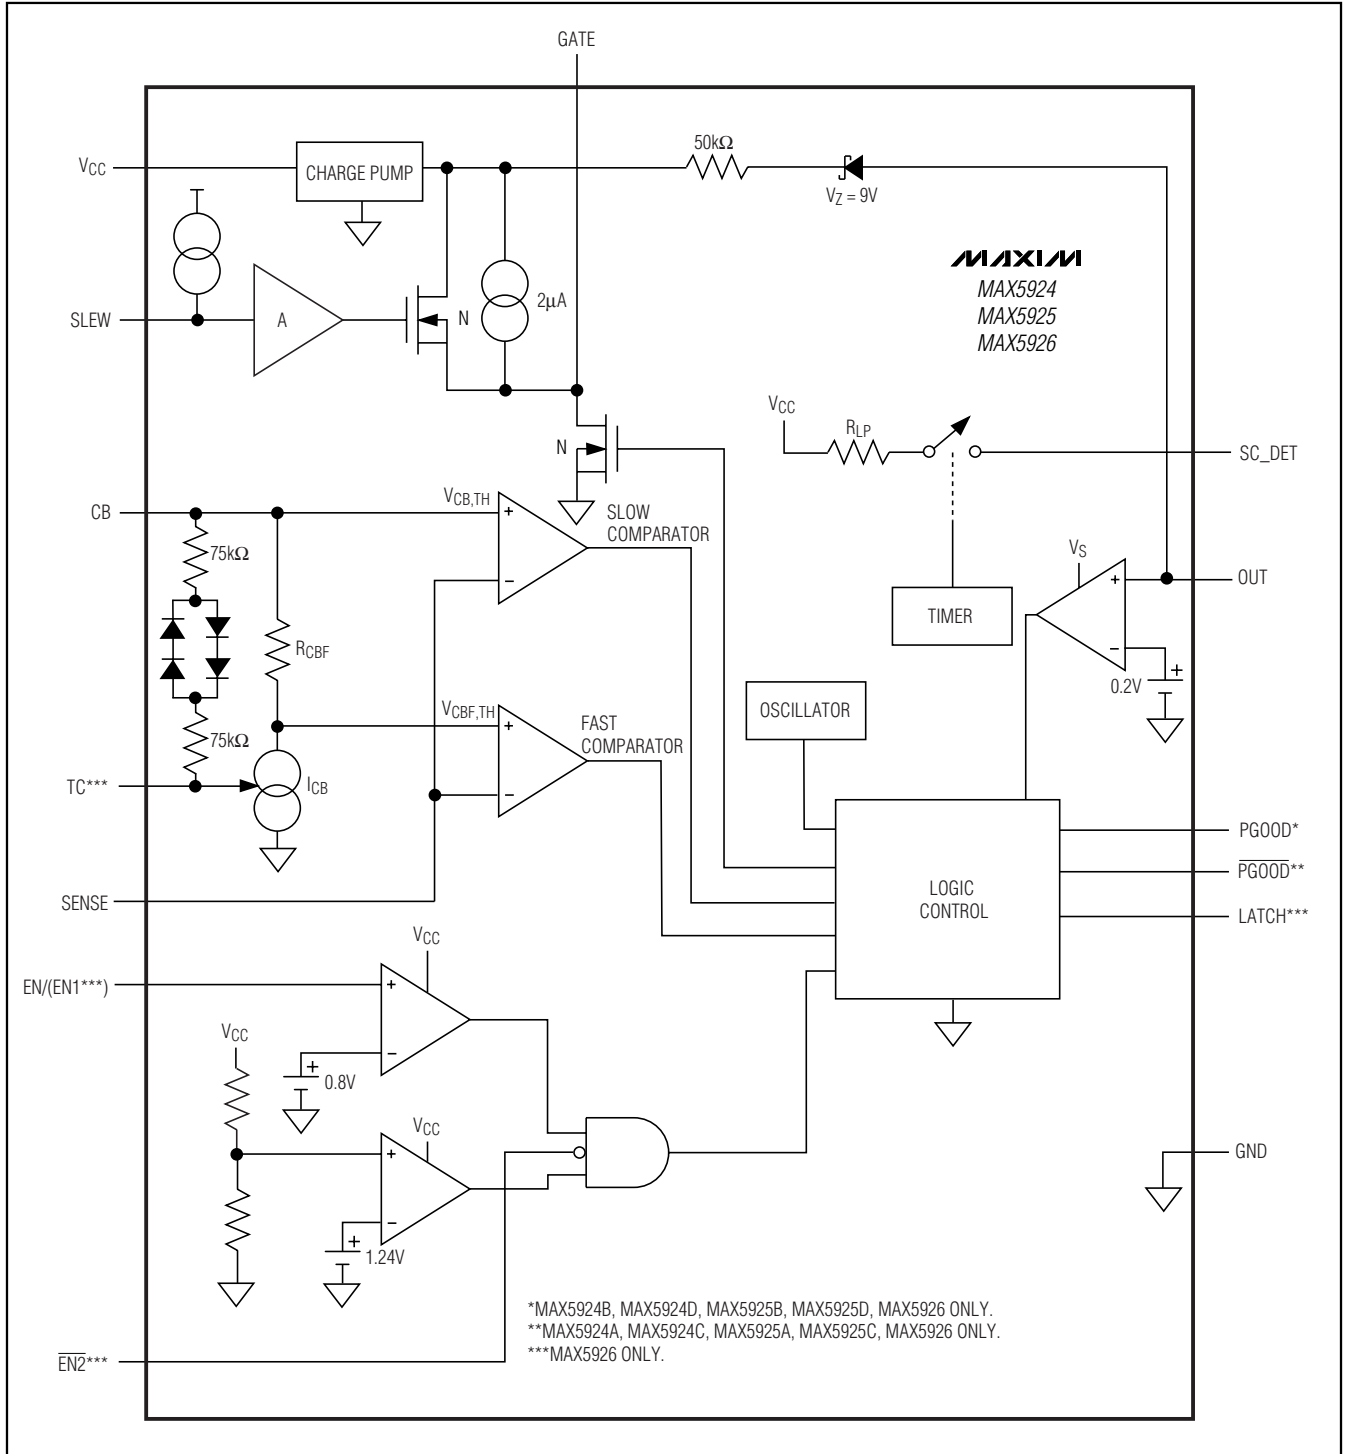 GATE
VCC
CHARGE PUMP
50kΩ
VZ = 9V
MAXIM
MAX5924
MAX5925
MAX5926
SLEW
A
N
2µA
N
VCC
RLP
SC_DET
CB
VCB,TH
+
−
SLOW
COMPARATOR
75kΩ
RCBF
75kΩ
TC***
ICB
VCBF,TH
+
−
FAST
COMPARATOR
TIMER
VS
+
−
OUT
+
0.2V
OSCILLATOR
LOGIC
CONTROL
PGOOD*
P̅G̅O̅O̅D̅**
LATCH***
SENSE
EN/(EN1***)
VCC
+
−
+
0.8V
VCC
VCC
+
−
+
1.24V
GND
E̅N̅2̅***
*MAX5924B, MAX5924D, MAX5925B, MAX5925D, MAX5926 ONLY.
**MAX5924A, MAX5924C, MAX5925A, MAX5925C, MAX5926 ONLY.
***MAX5926 ONLY.